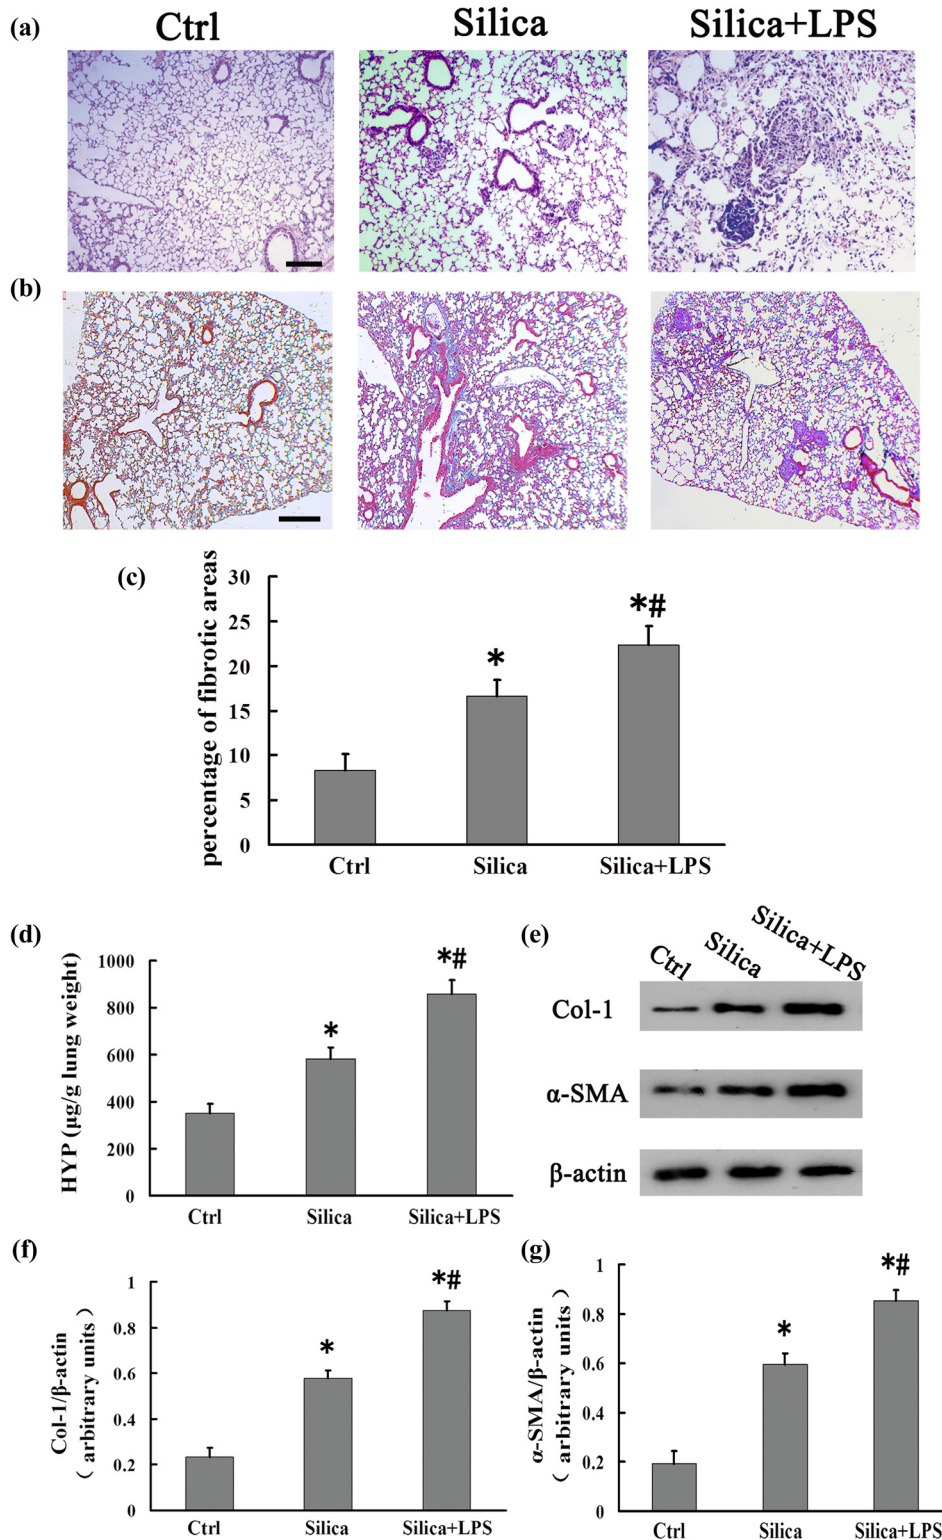 (a)
Ctrl
Silica
Silica+LPS
(b)
(c)
percentage of fibrotic areas
30
25
20
15
10
5
0
*
*#
Ctrl
Silica
Silica+LPS
(d)
HYP (µg/g lung weight)
1000
800
600
400
200
0
*
*#
Ctrl
Silica
Silica+LPS
(e)
Ctrl
Silica
Silica+LPS
Col-1
α-SMA
β-actin
(f)
Col-1/β-actin
( arbitrary units )
1
0.8
0.6
0.4
0.2
0
*
*#
Ctrl
Silica
Silica+LPS
(g)
α-SMA/β-actin
( arbitrary units )
1
0.8
0.6
0.4
0.2
0
*
*#
Ctrl
Silica
Silica+LPS